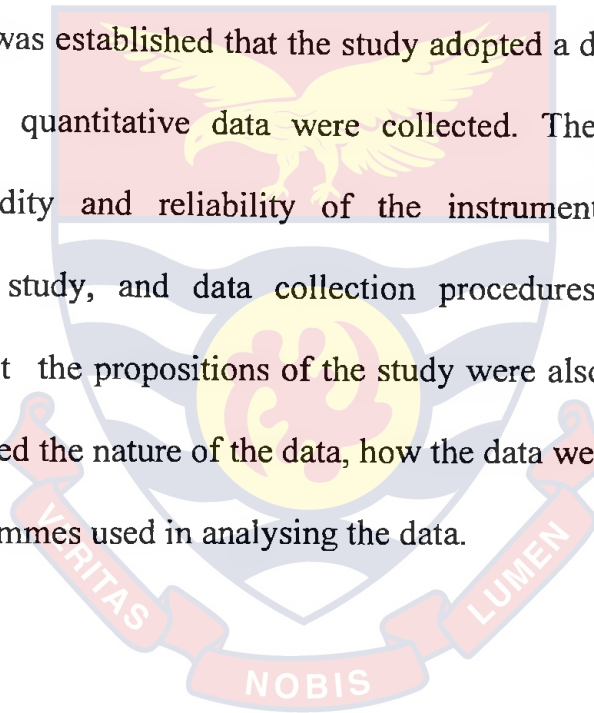 was established that the study adopted a d
quantitative data were collected. The
dity and reliability of the instrument
study, and data collection procedures
t the propositions of the study were also
ed the nature of the data, how the data we
mmes used in analysing the data.
VERITAS
NOBIS
LUMEN